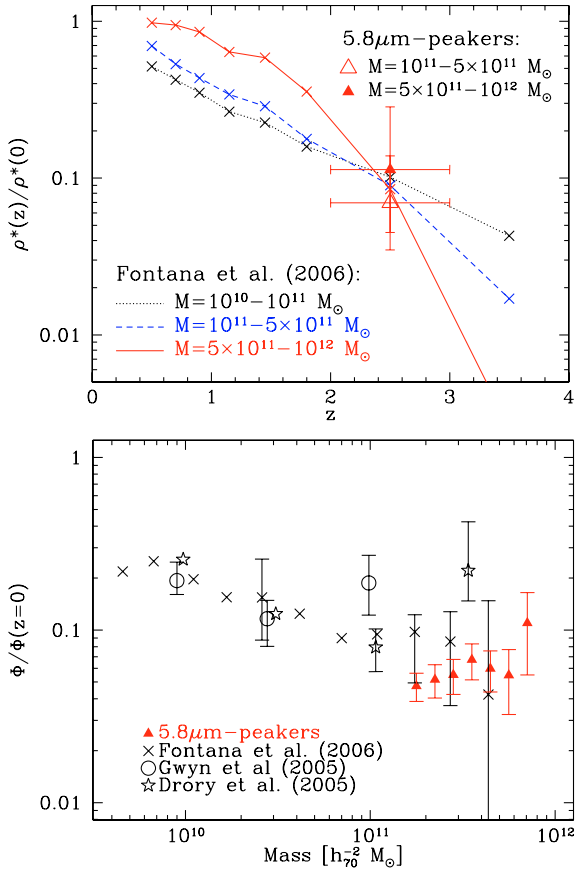 1
0.1
0.01
ρ*(z)/ρ*(0)
5.8μm-peakers:
M=10¹¹-5×10¹¹ M☉
M=5×10¹¹-10¹² M☉
Fontana et al. (2006):
M=10¹⁰-10¹¹ M☉
M=10¹¹-5×10¹¹ M☉
M=5×10¹¹-10¹² M☉
0 1 2 3 4
z
1
0.1
0.01
Φ/Φ(z=0)
5.8μm-peakers
Fontana et al. (2006)
Gwyn et al (2005)
Drory et al. (2005)
10¹⁰ 10¹¹ 10¹²
Mass [h₇₀⁻² M☉]